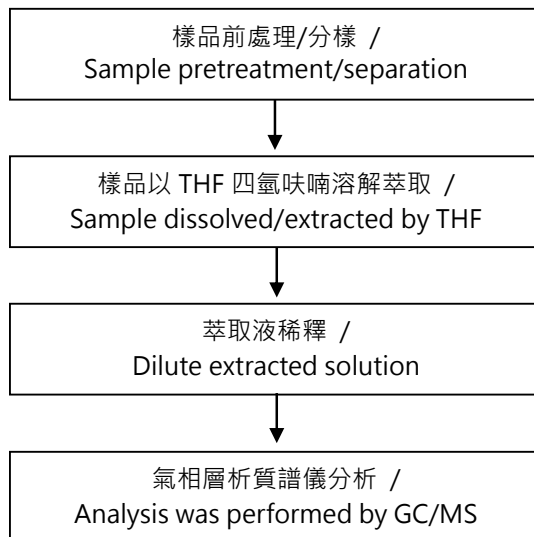 樣品前處理/分樣 /
Sample pretreatment/separation
樣品以 THF 四氫呋喃溶解萃取 /
Sample dissolved/extracted by THF
萃取液稀釋 /
Dilute extracted solution
氣相層析質譜儀分析 /
Analysis was performed by GC/MS